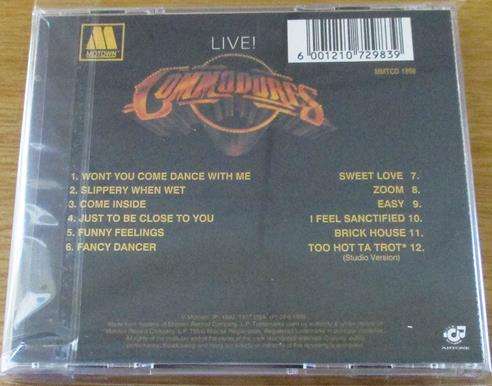 M
MOTOWN
LIVE!
6 001210 729839
MMTCD 1898
COMMODORES
1. WONT YOU COME DANCE WITH ME
2. SLIPPERY WHEN WET
3. COME INSIDE
4. JUST TO BE CLOSE TO YOU
5. FUNNY FEELINGS
6. FANCY DANCER
SWEET LOVE 7.
ZOOM 8.
EASY 9.
I FEEL SANCTIFIED 10.
BRICK HOUSE 11.
TOO HOT TA TROT* 12.
(Studio Version)